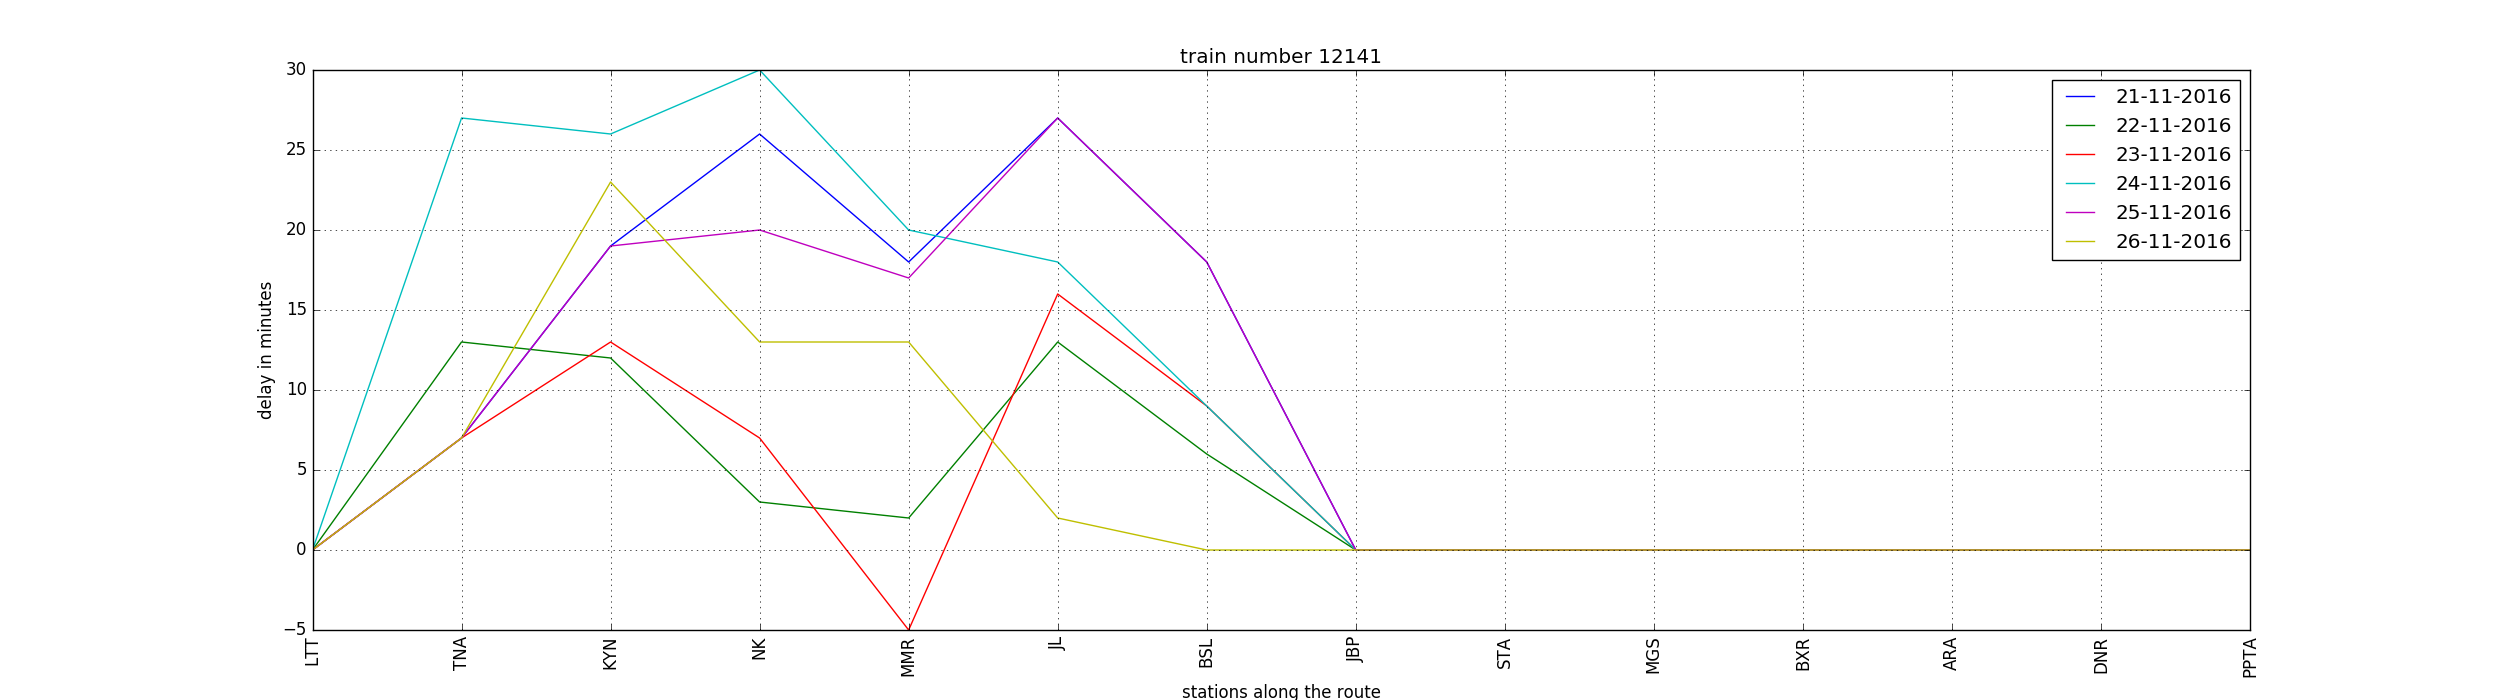 train number 12141
30
25
20
15
10
5
0
−5
delay in minutes
21-11-2016
22-11-2016
23-11-2016
24-11-2016
25-11-2016
26-11-2016
LTT
TNA
KYN
NK
MMR
JL
BSL
JBP
STA
MGS
BXR
ARA
DNR
PPTA
stations along the route